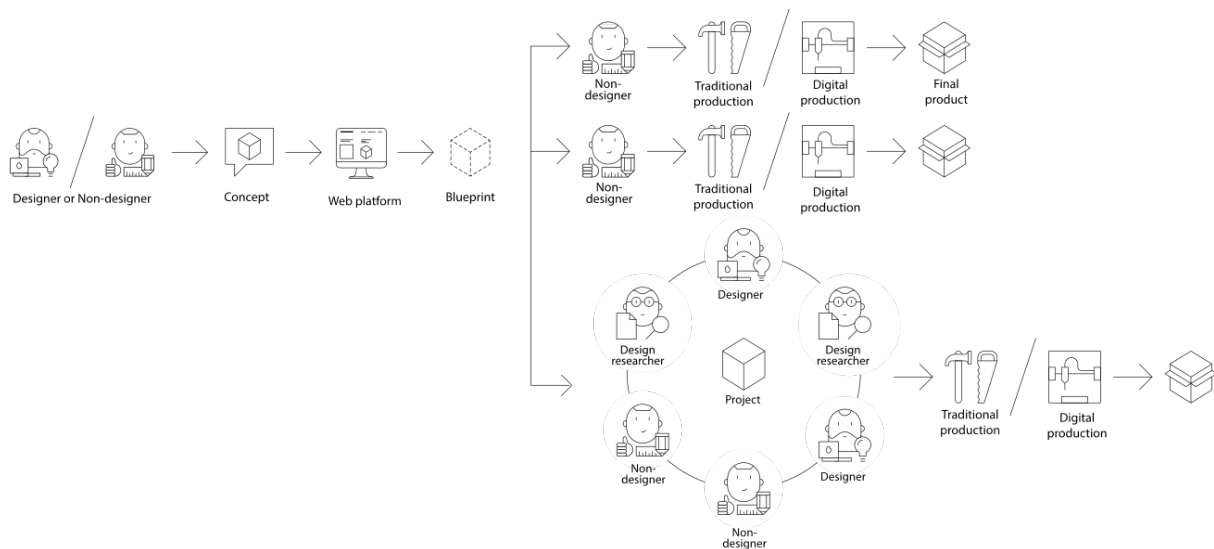 Non-
designer
Traditional
production
Digital
production
Final
product
Designer or Non-designer
Concept
Web platform
Blueprint
Non-
designer
Traditional
production
Digital
production
Designer
Design
researcher
Design
researcher
Project
Non-
designer
Designer
Non-
designer
Traditional
production
Digital
production